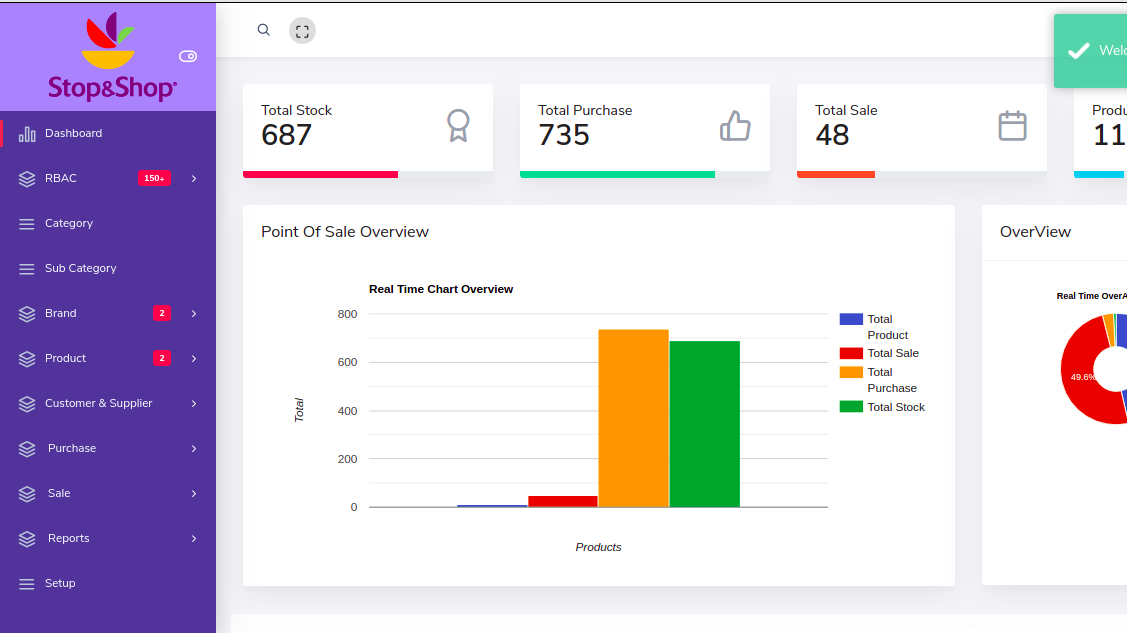 Stop&Shop
Dashboard
RBAC 150+
Category
Sub Category
Brand 2
Product 2
Customer & Supplier
Purchase
Sale
Reports
Setup
Total Stock
687
Total Purchase
735
Total Sale
48
Produ
11
Welc
Point Of Sale Overview
Real Time Chart Overview
800
600
400
200
0
Total
Products
Total
Product
Total Sale
Total
Purchase
Total Stock
OverView
Real Time OverA
49.6%